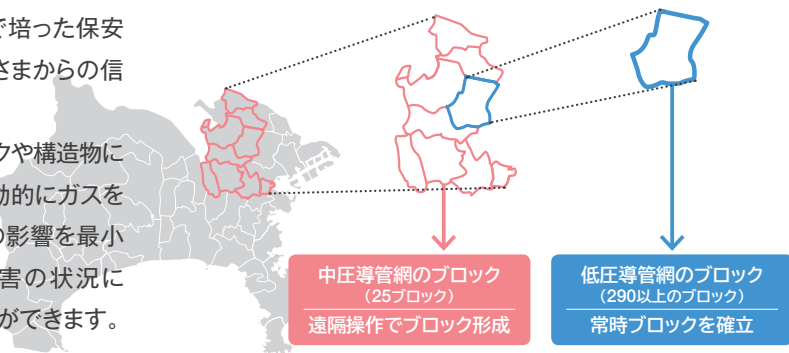 で培った保安
さまからの信
クや構造物に
動的にガスを
の影響を最小
害の状況に
ができます。
中圧導管網のブロック
（25ブロック）
遠隔操作でブロック形成
低圧導管網のブロック
（290以上のブロック）
常時ブロックを確立